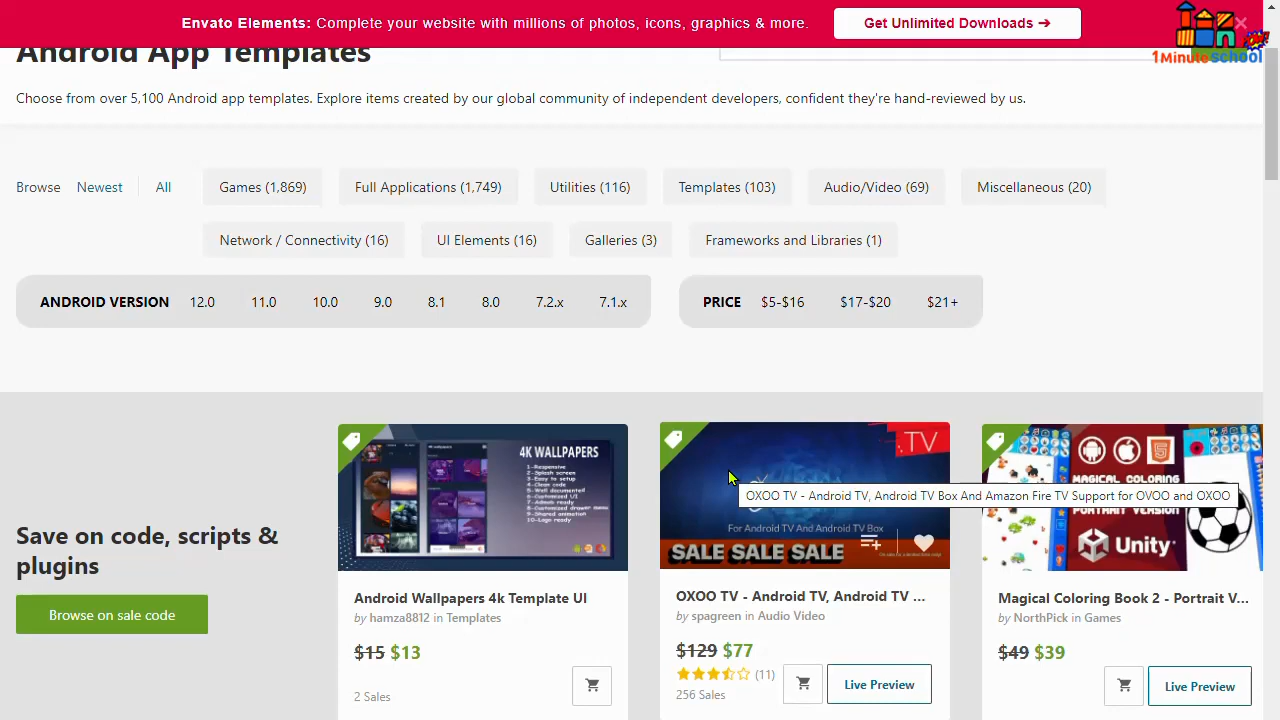 Envato Elements: Complete your website with millions of photos, icons, graphics & more.
Get Unlimited Downloads ➔
1Minute school
Android App Templates
Choose from over 5,100 Android app templates. Explore items created by our global community of independent developers, confident they're hand-reviewed by us.
Browse Newest All Games (1,869) Full Applications (1,749) Utilities (116) Templates (103) Audio/Video (69) Miscellaneous (20)
Network / Connectivity (16) UI Elements (16) Galleries (3) Frameworks and Libraries (1)
ANDROID VERSION 12.0 11.0 10.0 9.0 8.1 8.0 7.2.x 7.1.x
PRICE $5-$16 $17-$20 $21+
Save on code, scripts &
plugins
Browse on sale code
4K WALLPAPERS
1-Responsive
2-Splash screen
3-Easy to setup
4-Clean code
5-Well documented
6-Customized UI
7-Admob ready
8-Customized drawer menu
9-Shared animation
10-Logo ready
Android Wallpapers 4k Template UI
by hamza8812 in Templates
$15 $13
2 Sales
TV
OXOO TV - Android TV, Android TV Box And Amazon Fire TV Support for OVOO and OXOO
For Android TV And Android TV Box
SALE SALE SALE
OXOO TV - Android TV, Android TV ...
by spagreen in Audio Video
$129 $77
(11)
256 Sales
Live Preview
MAGICAL COLORING
PORTRAIT VERSION
Unity
Magical Coloring Book 2 - Portrait V...
by NorthPick in Games
$49 $39
Live Preview